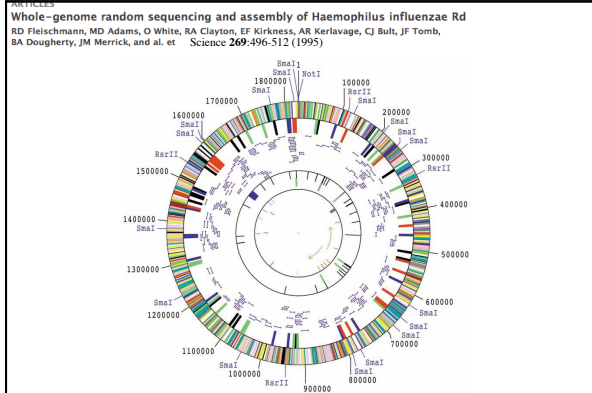 ARTICLES
Whole-genome random sequencing and assembly of Haemophilus influenzae Rd
RD Fleischmann, MD Adams, O White, RA Clayton, EF Kirkness, AR Kerlavage, CJ Bult, JF Tomb,
BA Dougherty, JM Merrick, and al. et Science 269:496-512 (1995)
SmaI 1
SmaI NotI
1800000
SmaI
100000
RsrII
SmaI
1700000
200000
SmaI
SmaI
SmaI
1600000
SmaI
SmaI
300000
RsrII
RsrII
1500000
400000
1400000
SmaI
500000
1300000
600000
SmaI
SmaI
1200000
SmaI
SmaI
700000
1100000
SmaI
SmaI
SmaI
1000000
800000
RsrII
900000